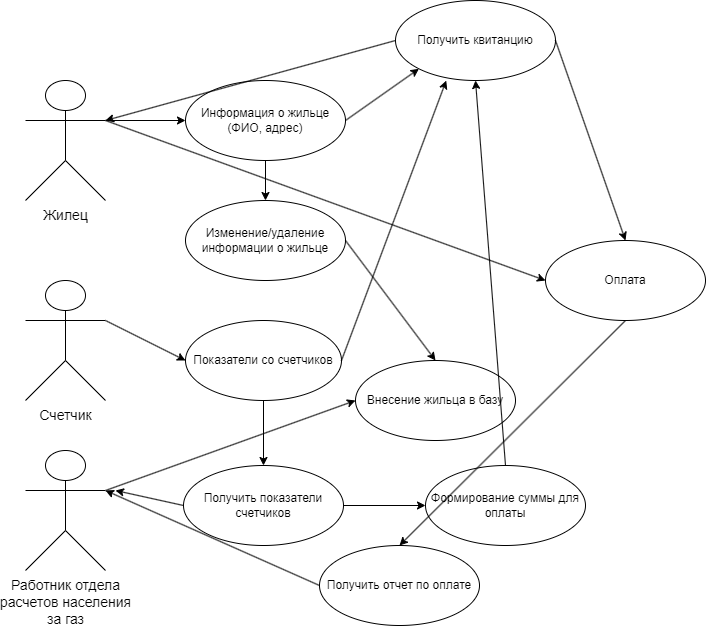 Получить квитанцию
Информация о жильце
(ФИО, адрес)
Жилец
Изменение/удаление
информации о жильце
Оплата
Показатели со счетчиков
Счетчик
Внесение жильца в базу
Получить показатели
счетчиков
Формирование суммы для
оплаты
Получить отчет по оплате
Работник отдела
расчетов населения
за газ